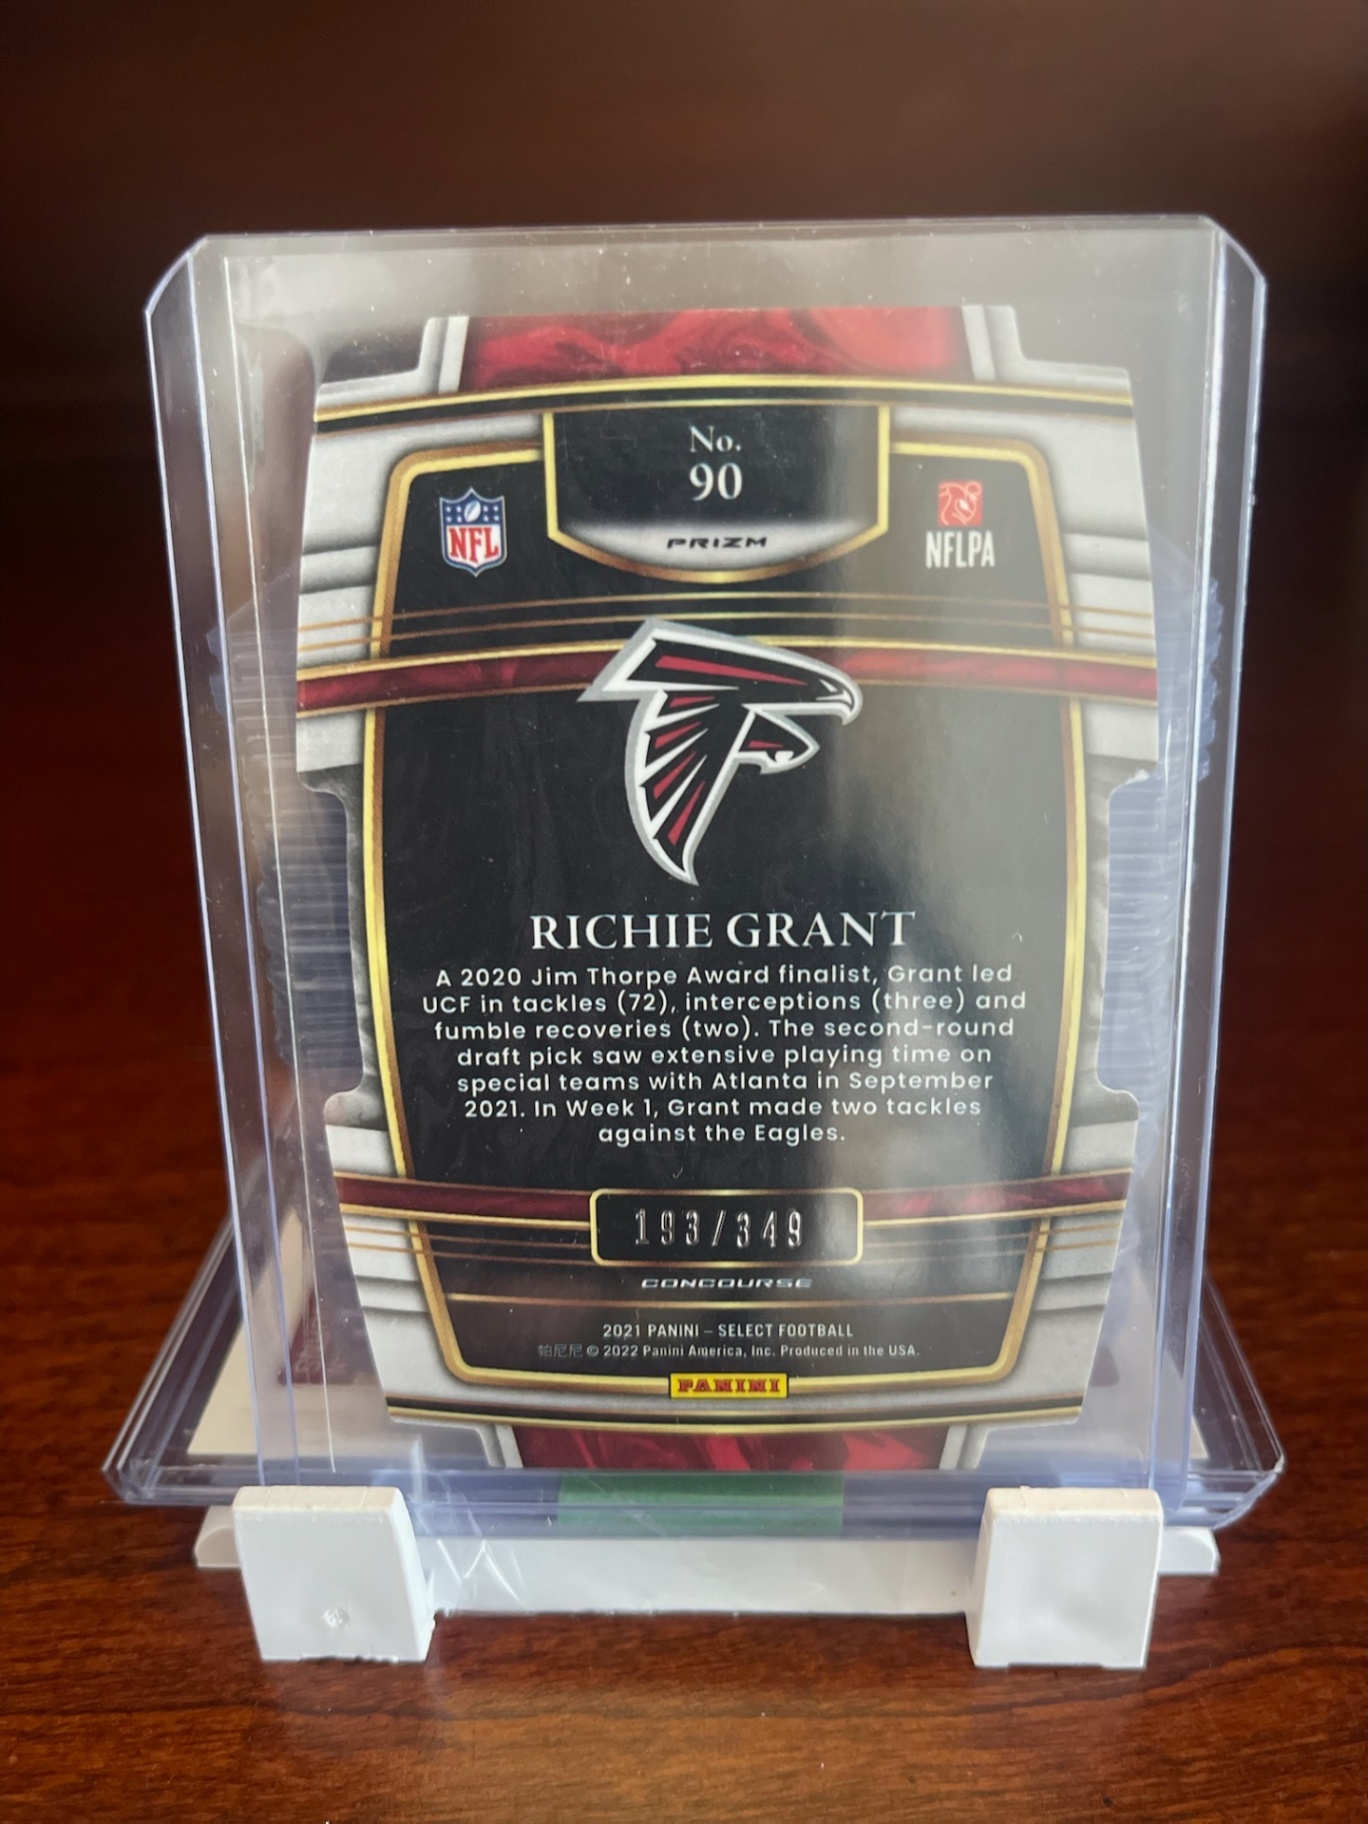 No.
90
PRIZM
NFL
NFLPA
RICHIE GRANT
A 2020 Jim Thorpe Award finalist, Grant led
UCF in tackles (72), interceptions (three) and
fumble recoveries (two). The second-round
draft pick saw extensive playing time on
special teams with Atlanta in September
2021. In Week 1, Grant made two tackles
against the Eagles.
193/349
CONCOURSE
2021 PANINI – SELECT FOOTBALL
帕尼尼 © 2022 Panini America, Inc. Produced in the USA.
PANINI